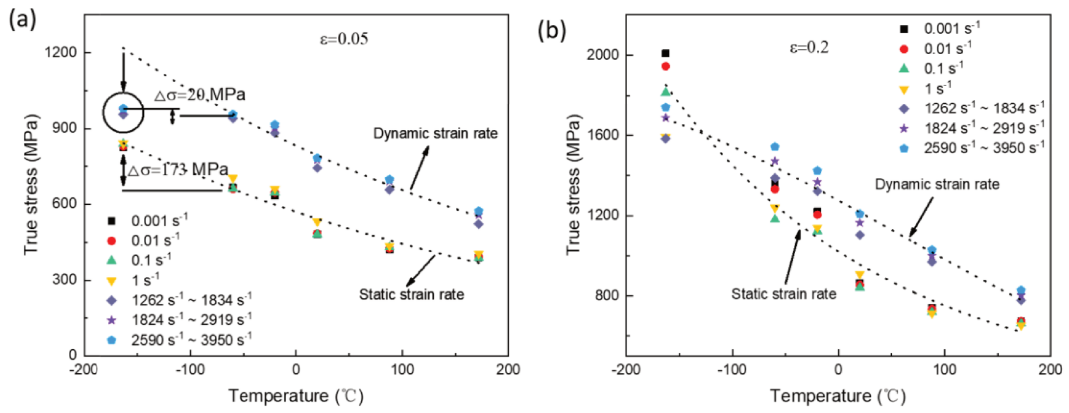 (a)
ε=0.05
△σ=20 MPa
△σ=173 MPa
Dynamic strain rate
Static strain rate
0.001 s⁻¹
0.01 s⁻¹
0.1 s⁻¹
1 s⁻¹
1262 s⁻¹ ~ 1834 s⁻¹
1824 s⁻¹ ~ 2919 s⁻¹
2590 s⁻¹ ~ 3950 s⁻¹
True stress (MPa)
1200
900
600
300
0
-200 -100 0 100 200
Temperature (℃)
(b)
ε=0.2
0.001 s⁻¹
0.01 s⁻¹
0.1 s⁻¹
1 s⁻¹
1262 s⁻¹ ~ 1834 s⁻¹
1824 s⁻¹ ~ 2919 s⁻¹
2590 s⁻¹ ~ 3950 s⁻¹
Dynamic strain rate
Static strain rate
True stress (MPa)
2000
1600
1200
800
-200 -100 0 100 200
Temperature (℃)